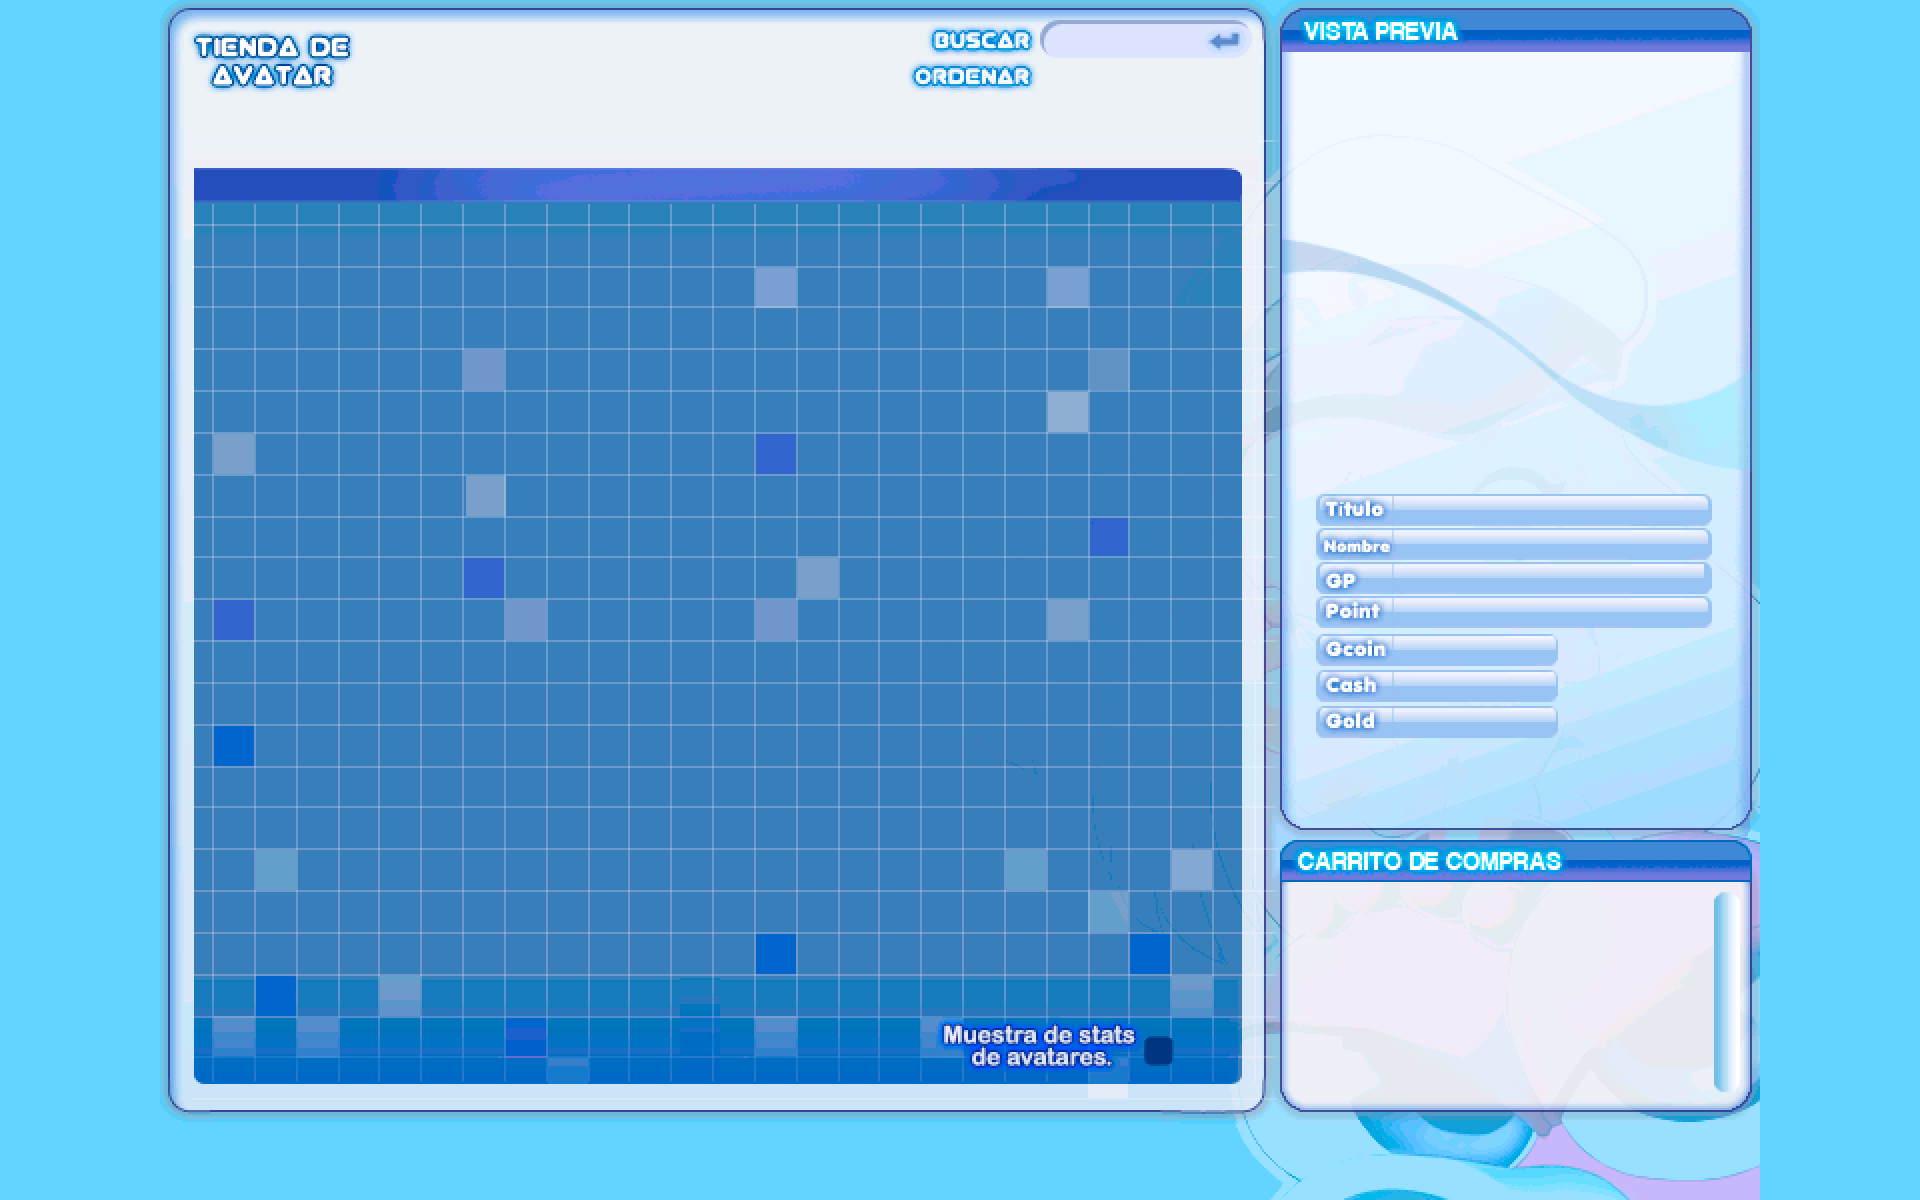 TIENDA DE
AVATAR
BUSCAR
ORDENAR
VISTA PREVIA
Titulo
Nombre
GP
Point
Gcoin
Cash
Gold
CARRITO DE COMPRAS
Muestra de stats
de avatares.